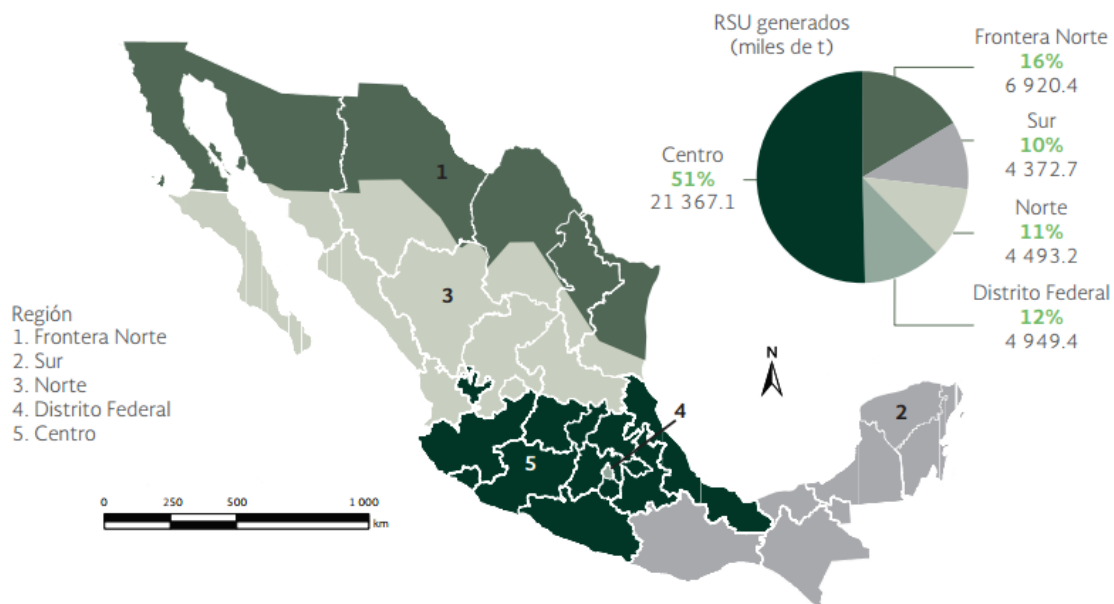 RSU generados
(miles de t)
Frontera Norte
16%
6 920.4
Sur
10%
4 372.7
Norte
11%
4 493.2
Distrito Federal
12%
4 949.4
Centro
51%
21 367.1
1
3
5
4
2
N
Región
1. Frontera Norte
2. Sur
3. Norte
4. Distrito Federal
5. Centro
0 250 500 1 000
km